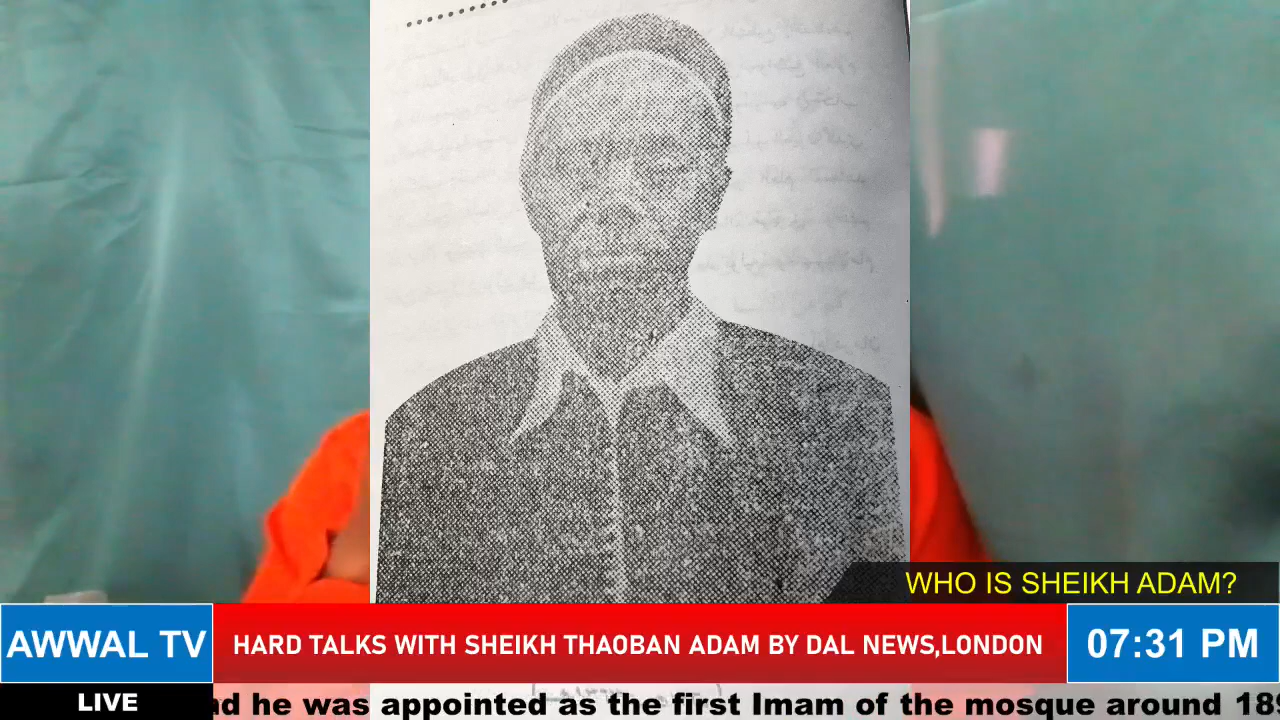 WHO IS SHEIKH ADAM?
AWWAL TV
HARD TALKS WITH SHEIKH THAOBAN ADAM BY DAL NEWS,LONDON
07:31 PM
LIVE
he was appointed as the first Imam of the mosque around